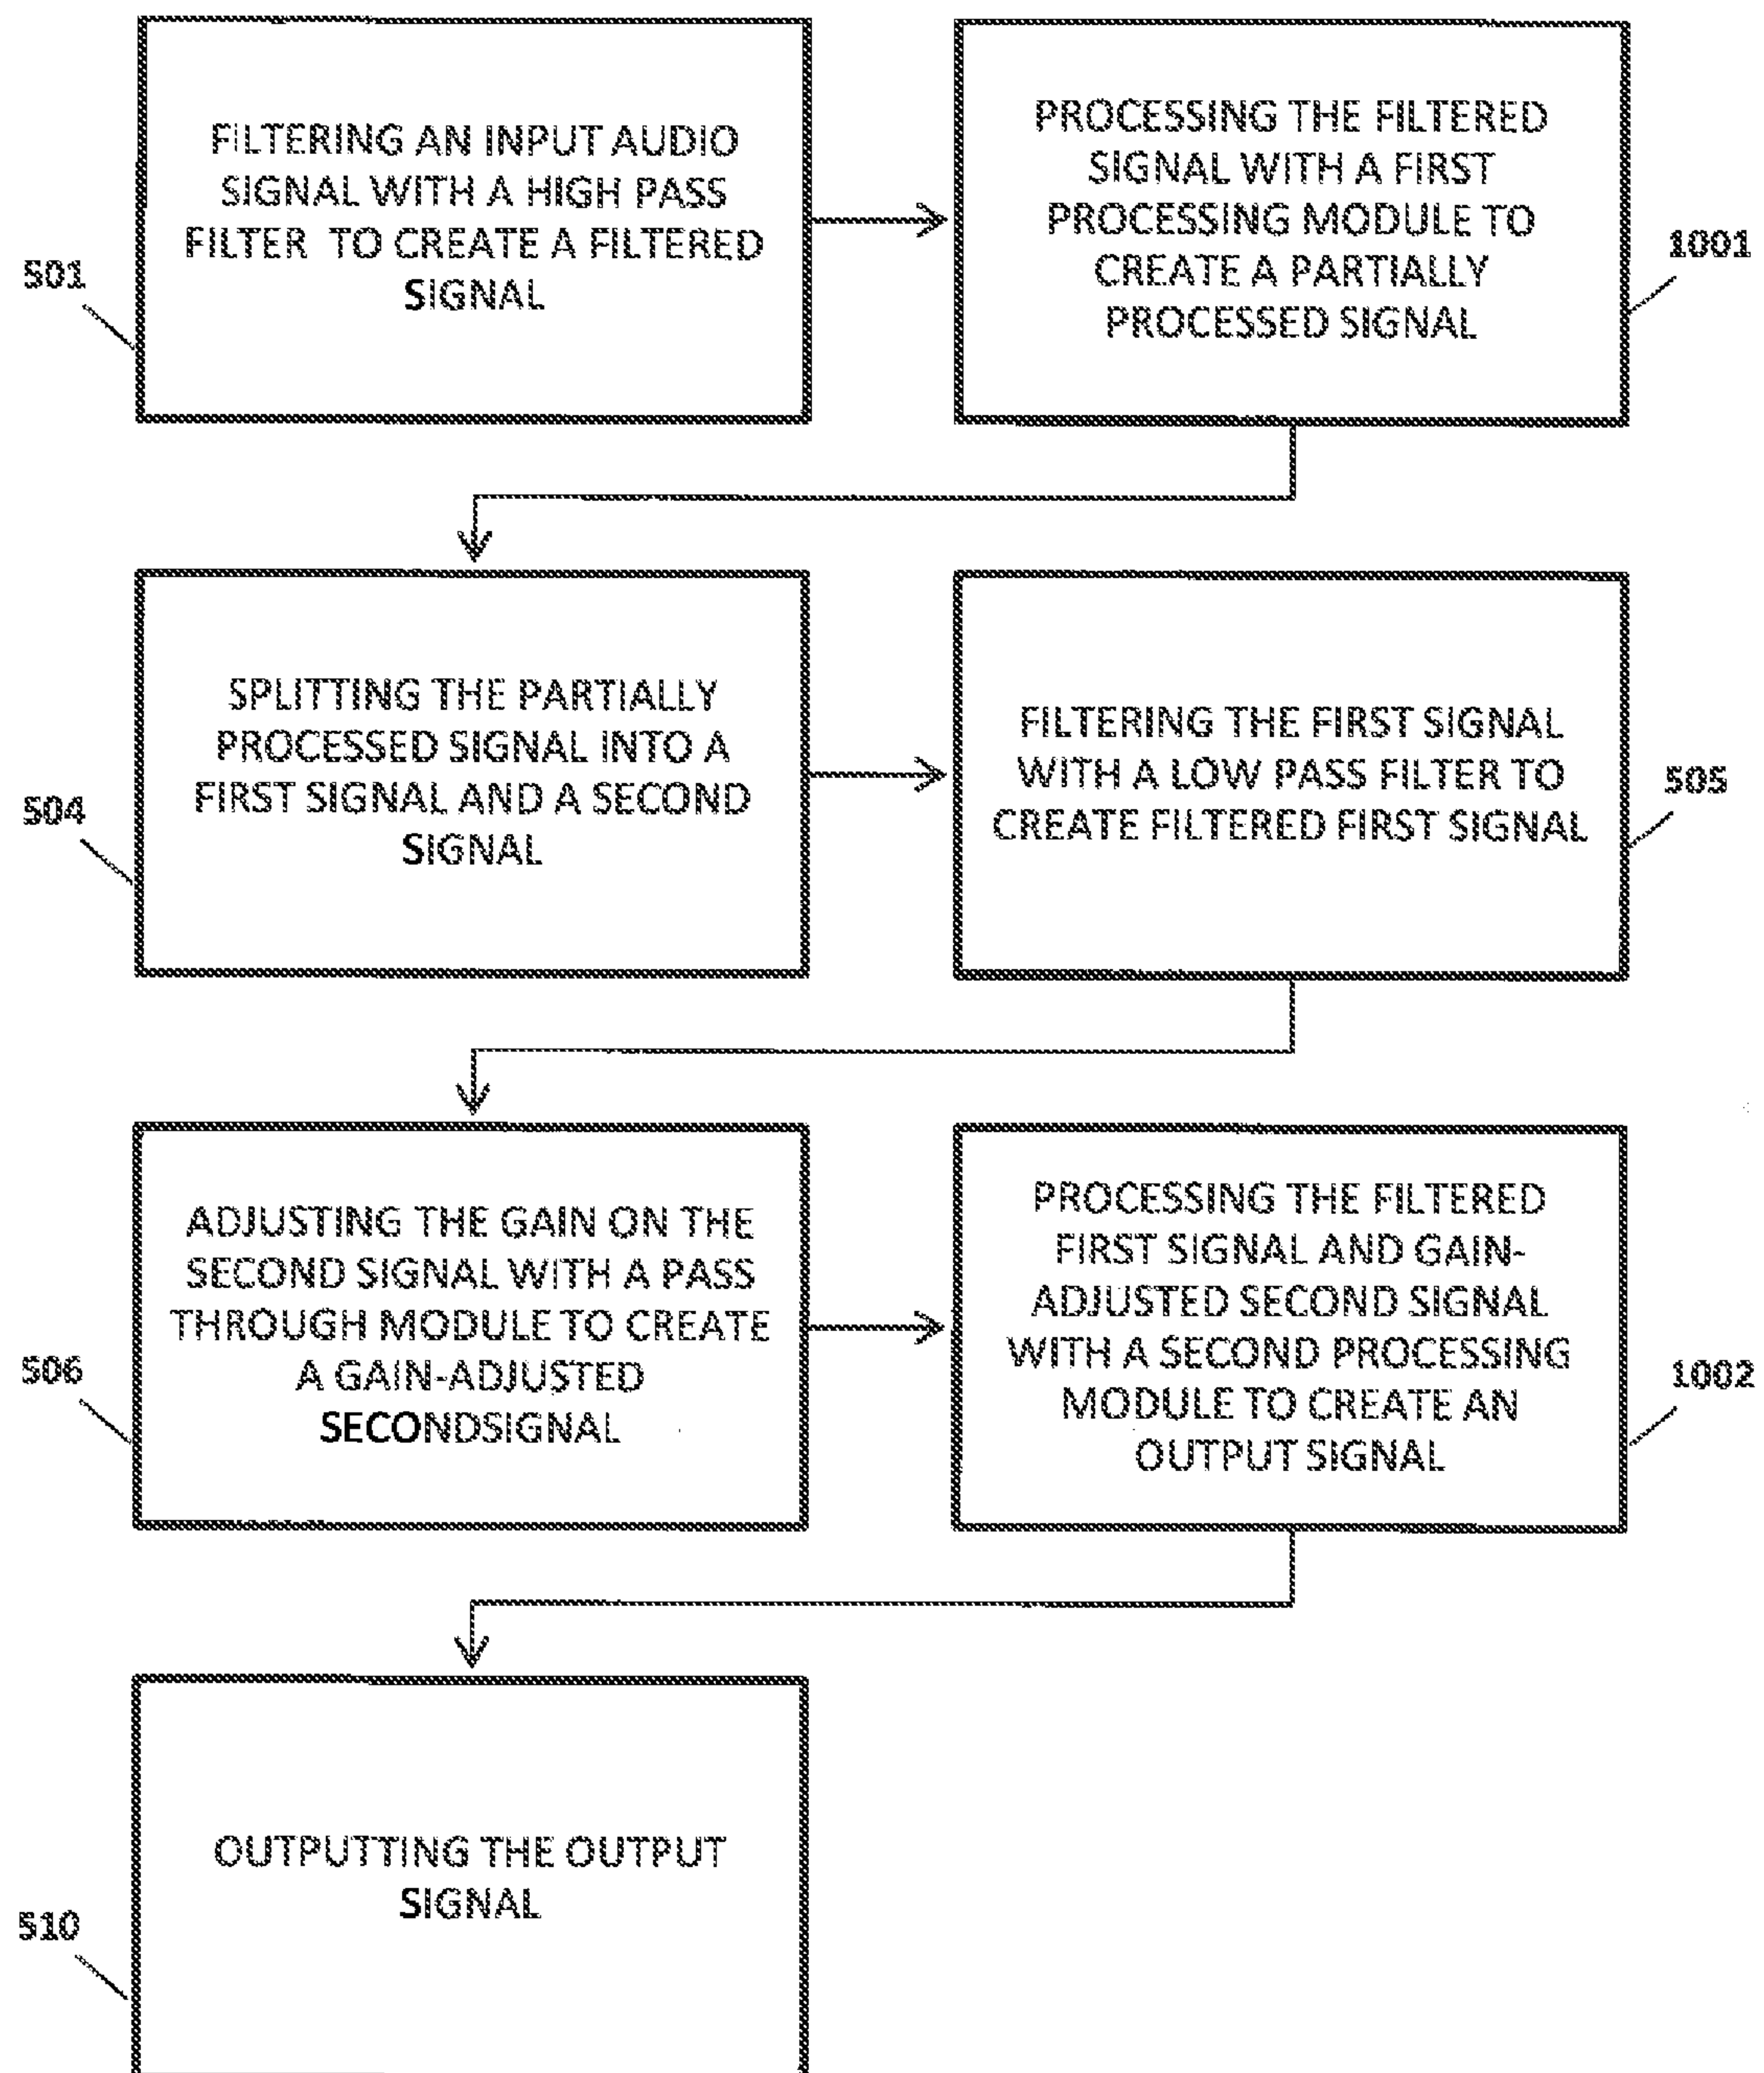 FILTERING AN INPUT AUDIO
SIGNAL WITH A HIGH PASS
FILTER TO CREATE A FILTERED
SIGNAL
501
PROCESSING THE FILTERED
SIGNAL WITH A FIRST
PROCESSING MODULE TO
CREATE A PARTIALLY
PROCESSED SIGNAL
1001
SPLITTING THE PARTIALLY
PROCESSED SIGNAL INTO A
FIRST SIGNAL AND A SECOND
SIGNAL
504
FILTERING THE FIRST SIGNAL
WITH A LOW PASS FILTER TO
CREATE FILTERED FIRST SIGNAL
505
ADJUSTING THE GAIN ON THE
SECOND SIGNAL WITH A PASS
THROUGH MODULE TO CREATE
A GAIN-ADJUSTED
SECONDSIGNAL
506
PROCESSING THE FILTERED
FIRST SIGNAL AND GAIN-
ADJUSTED SECOND SIGNAL
WITH A SECOND PROCESSING
MODULE TO CREATE AN
OUTPUT SIGNAL
1002
OUTPUTTING THE OUTPUT
SIGNAL
510